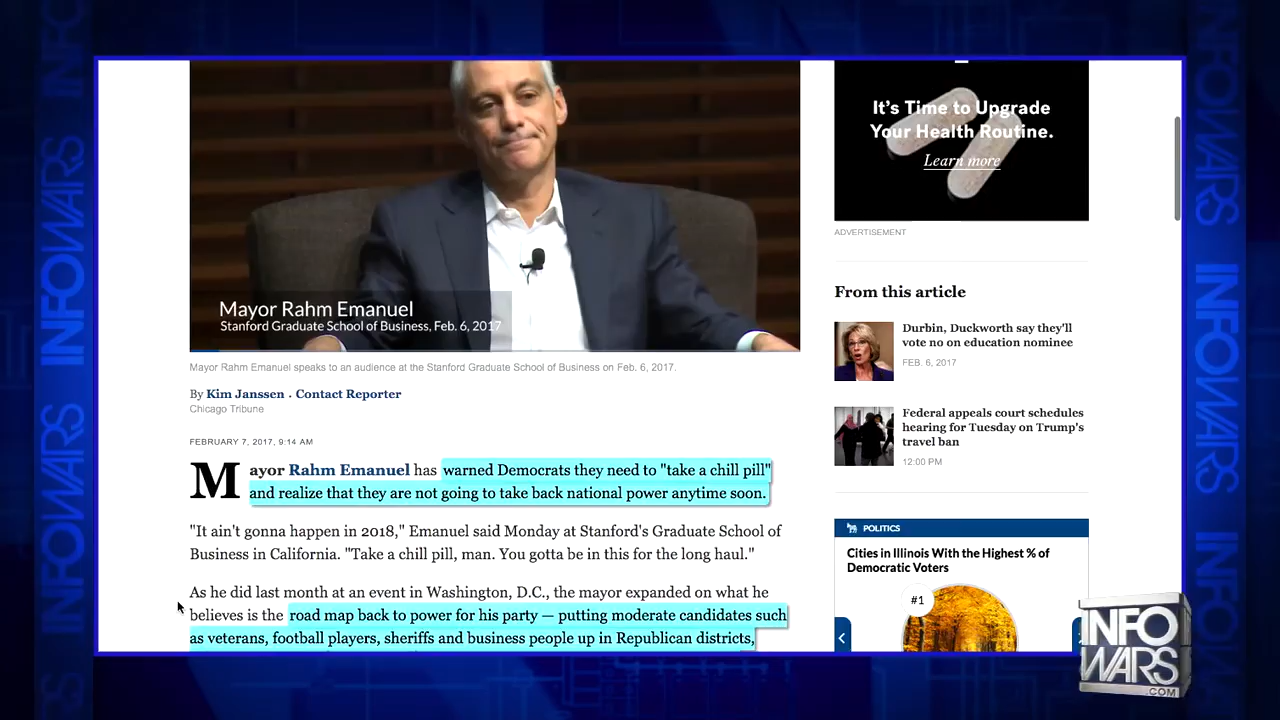 Mayor Rahm Emanuel
Stanford Graduate School of Business, Feb. 6, 2017
Mayor Rahm Emanuel speaks to an audience at the Stanford Graduate School of Business on Feb. 6, 2017.
By Kim Janssen . Contact Reporter
Chicago Tribune
FEBRUARY 7, 2017, 9:14 AM
Mayor Rahm Emanuel has warned Democrats they need to "take a chill pill"
and realize that they are not going to take back national power anytime soon.
"It ain't gonna happen in 2018," Emanuel said Monday at Stanford's Graduate School of
Business in California. "Take a chill pill, man. You gotta be in this for the long haul."
As he did last month at an event in Washington, D.C., the mayor expanded on what he
believes is the road map back to power for his party — putting moderate candidates such
as veterans, football players, sheriffs and business people up in Republican districts,
It's Time to Upgrade
Your Health Routine.
Learn more
ADVERTISEMENT
From this article
Durbin, Duckworth say they'll
vote no on education nominee
FEB. 6, 2017
Federal appeals court schedules
hearing for Tuesday on Trump's
travel ban
12:00 PM
POLITICS
Cities in Illinois With the Highest % of
Democratic Voters
#1
INFOWARS
INFOWARS
INFOWARS
INFOWARS
INFOWARS
INFOWARS
INFO
WARS
.COM